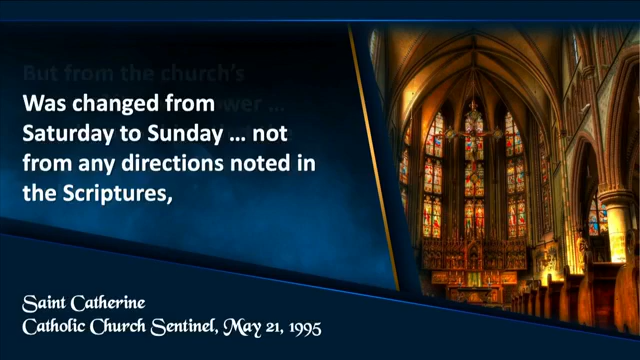 But from the church's
Was changed from
Saturday to Sunday ... not
from any directions noted in
the Scriptures,
Saint Catherine
Catholic Church Sentinel, May 21, 1995